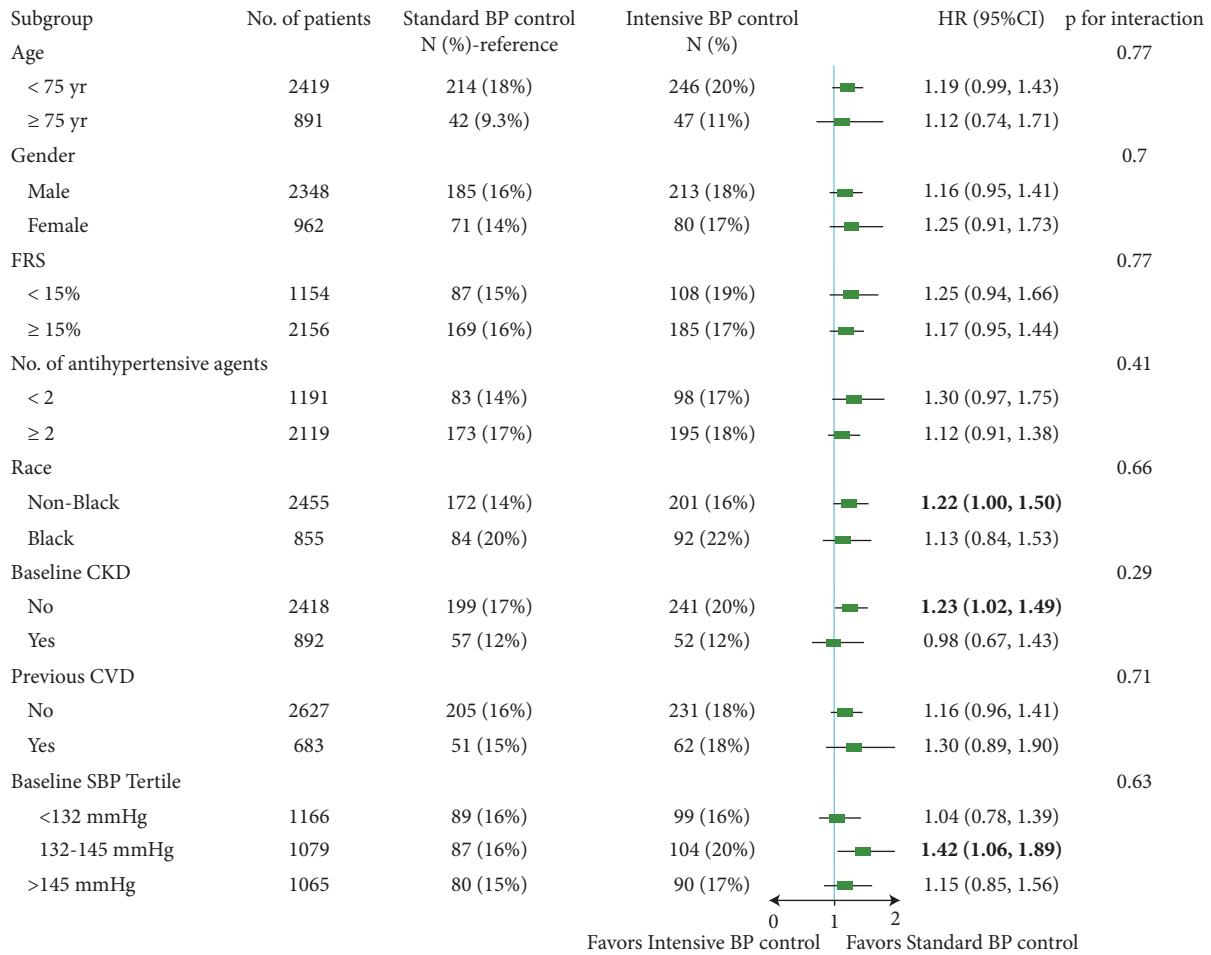 Subgroup No. of patients Standard BP control Intensive BP control HR (95%CI) p for interaction
N (%)-reference N (%)
Age 0.77
< 75 yr 2419 214 (18%) 246 (20%) 1.19 (0.99, 1.43)
≥ 75 yr 891 42 (9.3%) 47 (11%) 1.12 (0.74, 1.71)
Gender 0.7
Male 2348 185 (16%) 213 (18%) 1.16 (0.95, 1.41)
Female 962 71 (14%) 80 (17%) 1.25 (0.91, 1.73)
FRS 0.77
< 15% 1154 87 (15%) 108 (19%) 1.25 (0.94, 1.66)
≥ 15% 2156 169 (16%) 185 (17%) 1.17 (0.95, 1.44)
No. of antihypertensive agents 0.41
< 2 1191 83 (14%) 98 (17%) 1.30 (0.97, 1.75)
≥ 2 2119 173 (17%) 195 (18%) 1.12 (0.91, 1.38)
Race 0.66
Non-Black 2455 172 (14%) 201 (16%) 1.22 (1.00, 1.50)
Black 855 84 (20%) 92 (22%) 1.13 (0.84, 1.53)
Baseline CKD 0.29
No 2418 199 (17%) 241 (20%) 1.23 (1.02, 1.49)
Yes 892 57 (12%) 52 (12%) 0.98 (0.67, 1.43)
Previous CVD 0.71
No 2627 205 (16%) 231 (18%) 1.16 (0.96, 1.41)
Yes 683 51 (15%) 62 (18%) 1.30 (0.89, 1.90)
Baseline SBP Tertile 0.63
<132 mmHg 1166 89 (16%) 99 (16%) 1.04 (0.78, 1.39)
132-145 mmHg 1079 87 (16%) 104 (20%) 1.42 (1.06, 1.89)
>145 mmHg 1065 80 (15%) 90 (17%) 1.15 (0.85, 1.56)
0 1 2
Favors Intensive BP control Favors Standard BP control